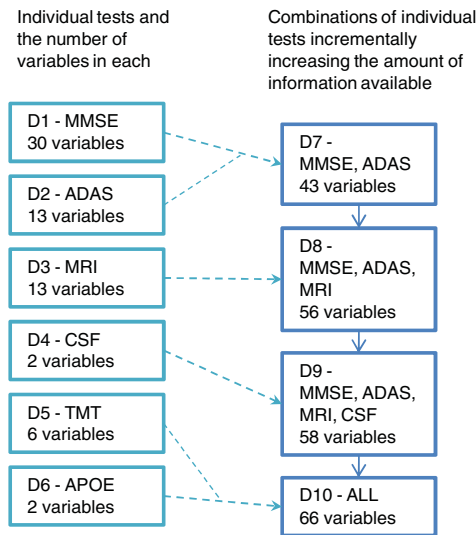 Individual tests and
the number of
variables in each
Combinations of individual
tests incrementally
increasing the amount of
information available
D1 - MMSE
30 variables
D2 - ADAS
13 variables
D3 - MRI
13 variables
D4 - CSF
2 variables
D5 - TMT
6 variables
D6 - APOE
2 variables
D7 -
MMSE, ADAS
43 variables
D8 -
MMSE, ADAS,
MRI
56 variables
D9 -
MMSE, ADAS,
MRI, CSF
58 variables
D10 - ALL
66 variables